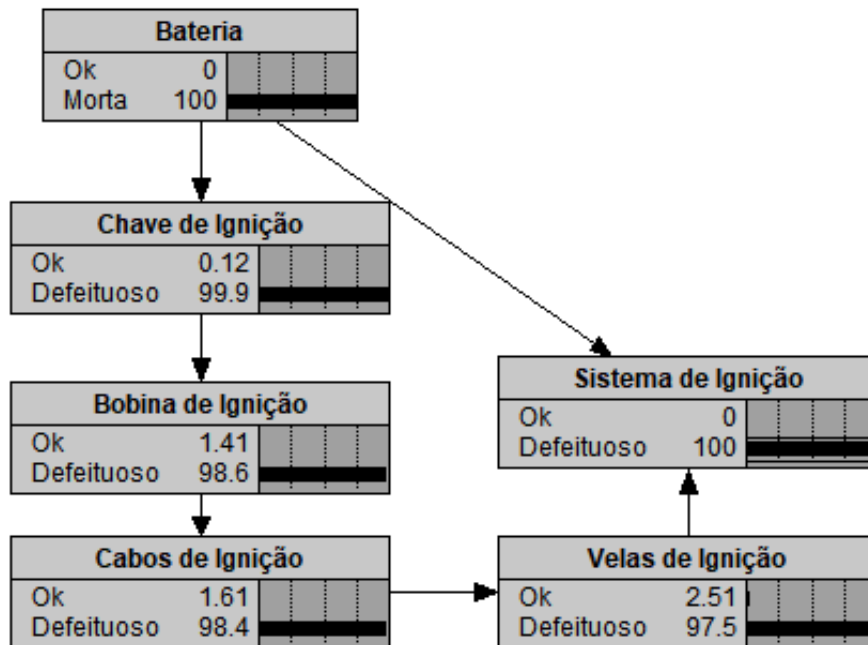 Bateria
Ok 0
Morta 100
Chave de Ignição
Ok 0.12
Defeituoso 99.9
Bobina de Ignição
Ok 1.41
Defeituoso 98.6
Cabos de Ignição
Ok 1.61
Defeituoso 98.4
Sistema de Ignição
Ok 0
Defeituoso 100
Velas de Ignição
Ok 2.51
Defeituoso 97.5